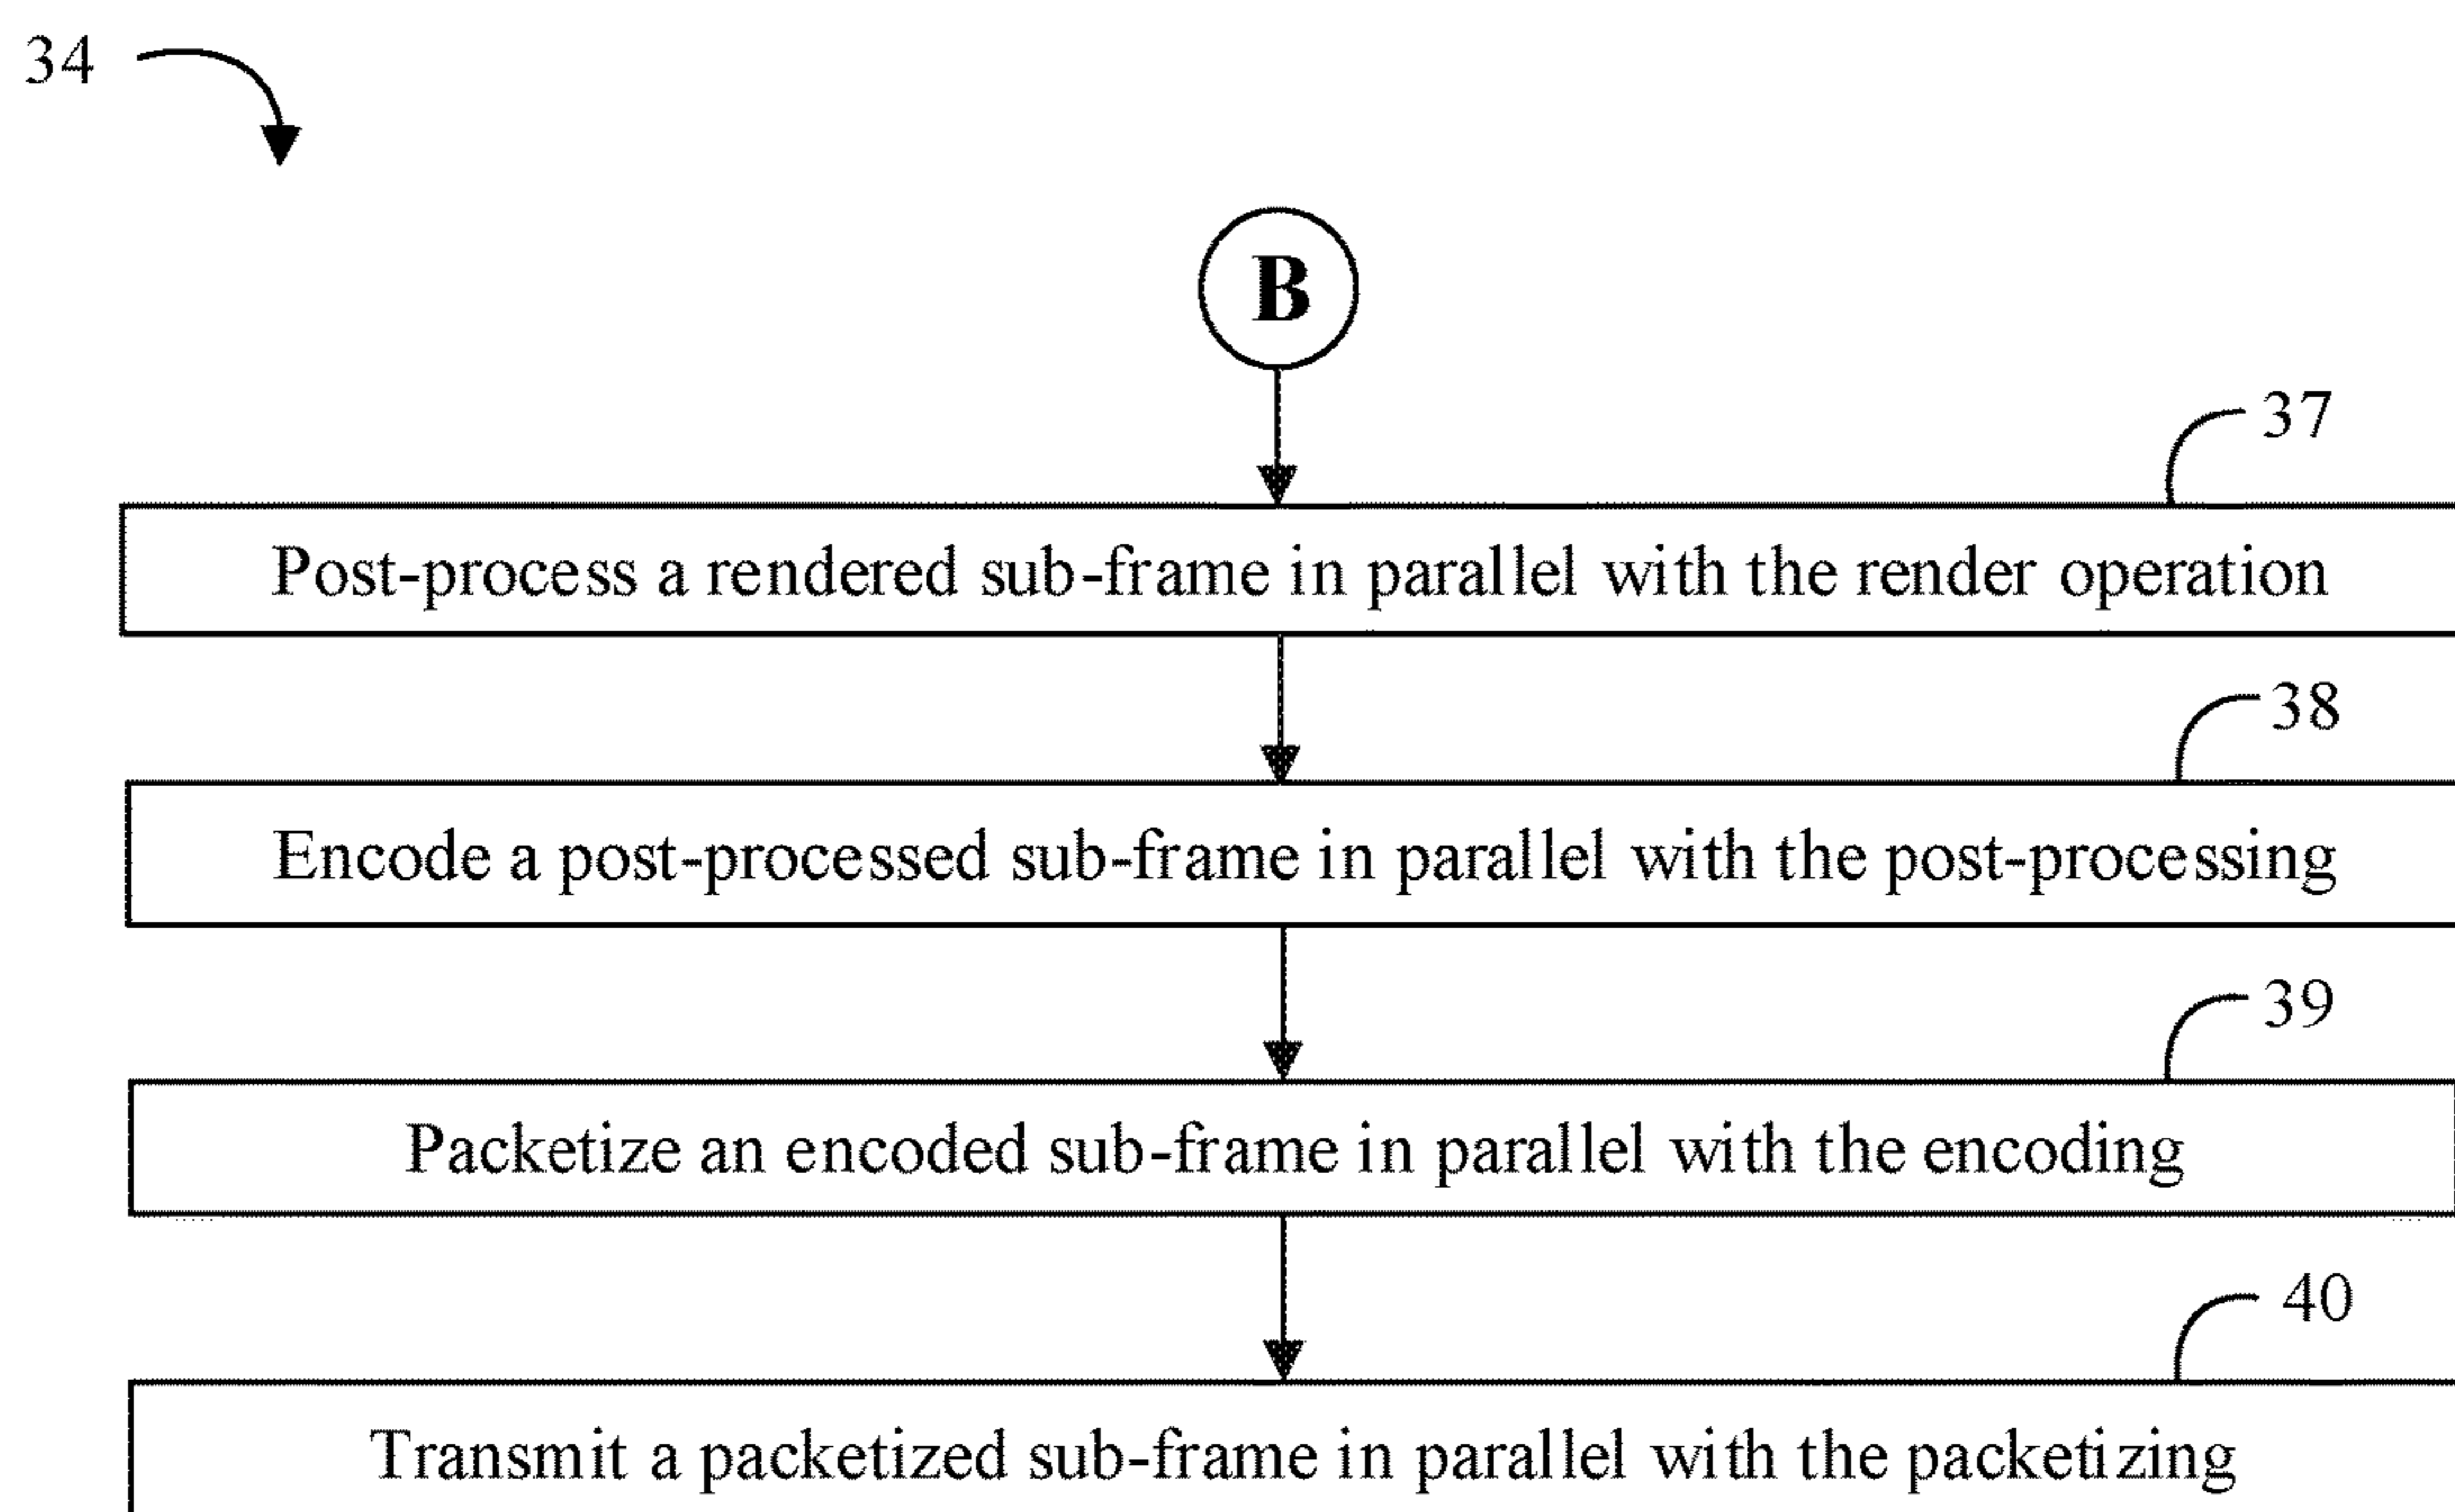 34
B
37
Post-process a rendered sub-frame in parallel with the render operation
38
Encode a post-processed sub-frame in parallel with the post-processing
39
Packetize an encoded sub-frame in parallel with the encoding
40
Transmit a packetized sub-frame in parallel with the packetizing